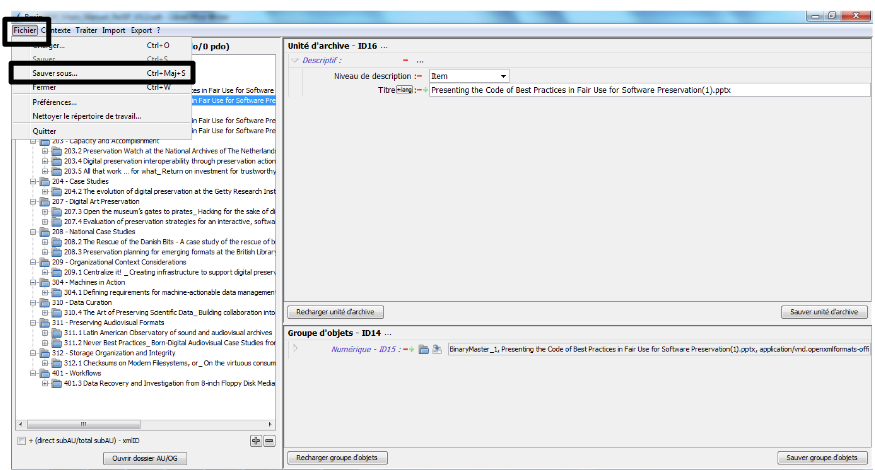 Fichier Contexte Traiter Import Export ?
Ctrl+O
Sauver Ctrl+S
Sauver sous... Ctrl+Maj+S
Fermer Ctrl+W
Préférences...
Nettoyer le répertoire de travail...
Quitter
lo/0 pdo)
ces in Fair Use for Software
in Fair Use for Software Pre
in Fair Use for Software Pre
in Fair Use for Software Pre
203 - Capacity and Accomplishment
203.2 Preservation Watch at the National Archives of The Netherland
203.4 Digital preservation interoperability through preservation action
203.5 All that work ... for what_ Return on investment for trustworthy
204 - Case Studies
204.2 The evolution of digital preservation at the Getty Research Inst
207 - Digital Art Preservation
207.3 Open the museum's gates to pirates_ Hacking for the sake of di
207.4 Evaluation of preservation strategies for an interactive, softwa
208 - National Case Studies
208.2 The Rescue of the Danish Bits - A case study of the rescue of b
208.3 Preservation planning for emerging formats at the British Library
209 - Organizational Context Considerations
209.1 Centralize it! _ Creating infrastructure to support digital preserv
304 - Machines in Action
304.1 Defining requirements for machine-actionable data managemen
310 - Data Curation
310.4 The Art of Preserving Scientific Data_ Building collaboration into
311 - Preserving Audiovisual Formats
311.1 Latin American Observatory of sound and audiovisual archives
311.2 Never Best Practices_ Born-Digital Audiovisual Case Studies fro
312 - Storage Organization and Integrity
312.1 Checksums on Modern Filesystems, or_ On the virtuous consum
401 - Workflows
401.3 Data Recovery and Investigation from 8-inch Floppy Disk Media
+ (direct subAU/total subAU) - xmlID
Ouvrir dossier AU/OG
Unité d'archive - ID16 ...
Descriptif : − ...
Niveau de description :− Item
Titre +lang :−+ Presenting the Code of Best Practices in Fair Use for Software Preservation(1).pptx
Recharger unité d'archive Sauver unité d'archive
Groupe d'objets - ID14 ...
Numérique - ID15 : −+ BinaryMaster_1, Presenting the Code of Best Practices in Fair Use for Software Preservation(1).pptx, application/vnd.openxmlformats-offi
Recharger groupe d'objets Sauver groupe d'objets